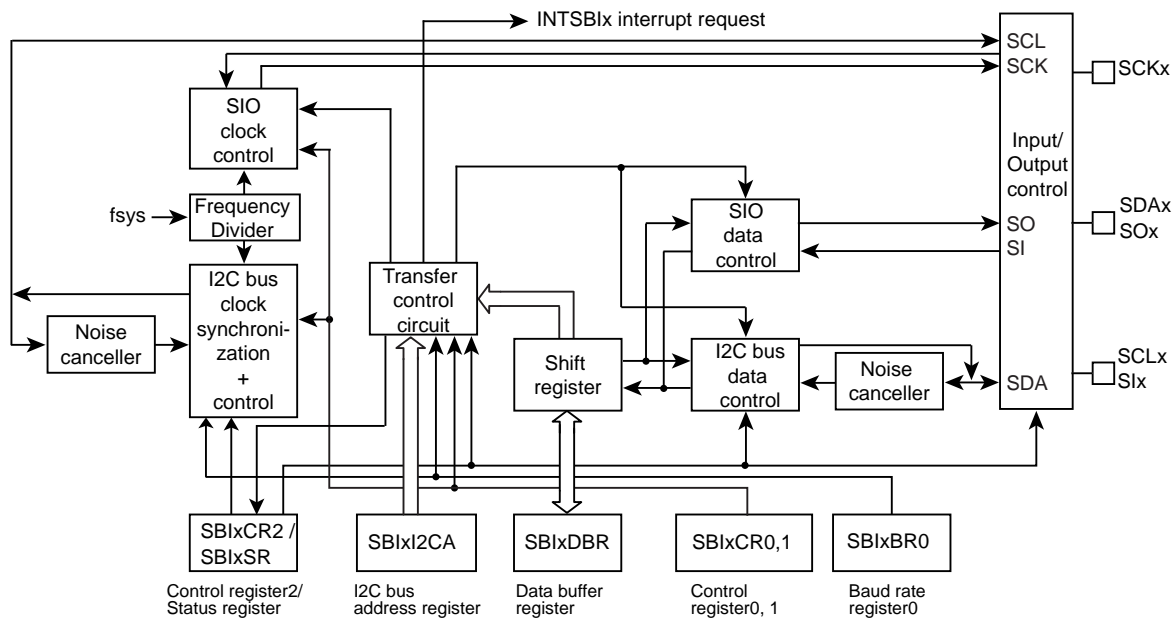 INTSBIx interrupt request
SCL
SCK
SCKx
SIO
clock
control
Input/
Output
control
fsys
Frequency
Divider
SIO
data
control
SO
SI
SDAx
SOx
I2C bus
clock
synchroni-
zation
+
control
Transfer
control
circuit
Noise
canceller
Shift
register
I2C bus
data
control
Noise
canceller
SDA
SCLx
SIx
SBIxCR2 /
SBIxSR
SBIxI2CA
SBIxDBR
SBIxCR0,1
SBIxBR0
Control register2/
Status register
I2C bus
address register
Data buffer
register
Control
register0, 1
Baud rate
register0